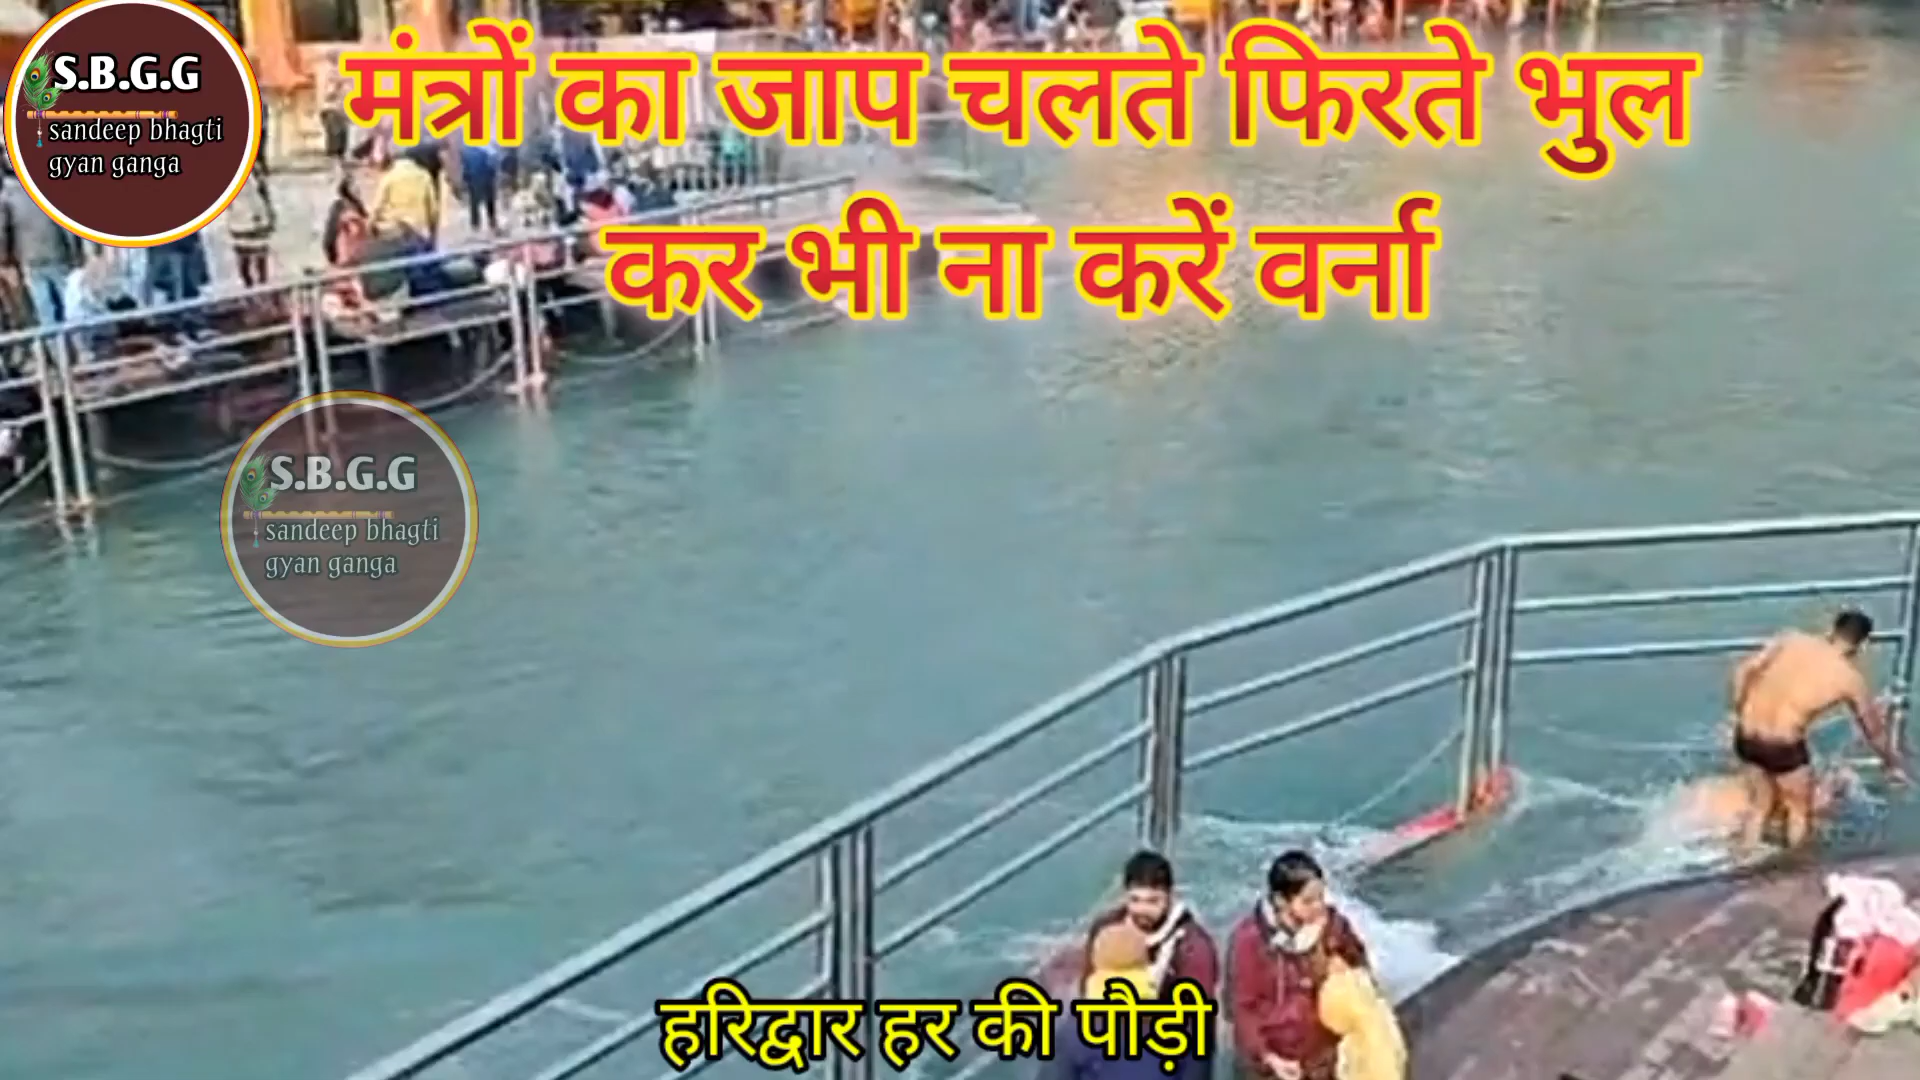 S.B.G.G
sandeep bhagti
gyan ganga
मंत्रों का जाप चलते फिरते भुल
कर भी ना करें वर्ना
S.B.G.G
sandeep bhagti
gyan ganga
हरिद्वार हर की पौड़ी